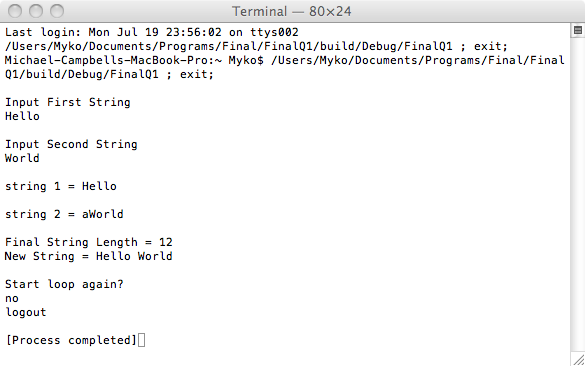 Terminal — 80×24
Last login: Mon Jul 19 23:56:02 on ttys002
/Users/Myko/Documents/Programs/Final/FinalQ1/build/Debug/FinalQ1 ; exit;
Michael-Campbells-MacBook-Pro:~ Myko$ /Users/Myko/Documents/Programs/Final/Final
Q1/build/Debug/FinalQ1 ; exit;
Input First String
Hello
Input Second String
World
string 1 = Hello
string 2 = aWorld
Final String Length = 12
New String = Hello World
Start loop again?
no
logout
[Process completed]